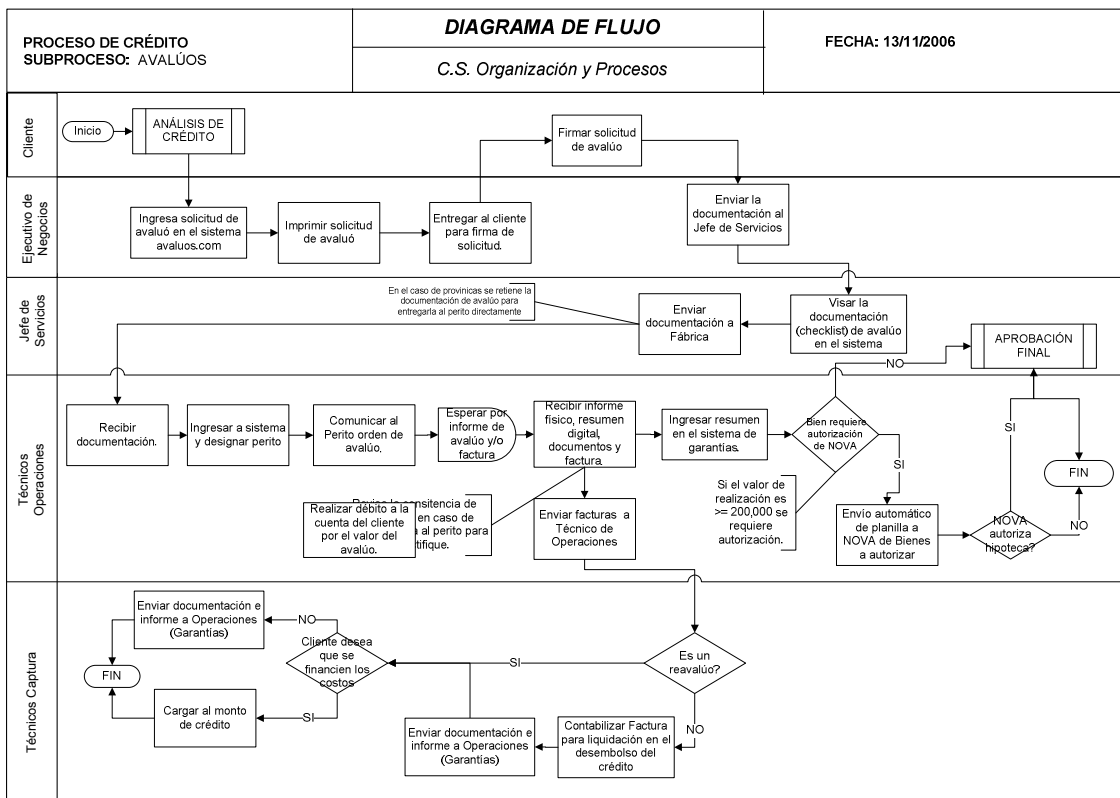 PROCESO DE CRÉDITO
SUBPROCESO: AVALÚOS
DIAGRAMA DE FLUJO
C.S. Organización y Procesos
FECHA: 13/11/2006
Cliente
Inicio
ANÁLISIS DE
CRÉDITO
Firmar solicitud
de avalúo
Ejecutivo de
Negocios
Ingresa solicitud de
avaluó en el sistema
avaluos.com
Imprimir solicitud
de avaluó
Entregar al cliente
para firma de
solicitud.
Enviar la
documentación al
Jefe de Servicios
Jefe de
Servicios
En el caso de provinicas se retiene la
documentación de avalúo para
entregarla al perito directamente
Enviar
documentación a
Fábrica
Visar la
documentación
(checklist) de avalúo
en el sistema
APROBACIÓN
FINAL
NO
Técnicos
Operaciones
Recibir
documentación.
Ingresar a sistema
y designar perito
Comunicar al
Perito orden de
avalúo.
Esperar por
informe de
avalúo y/o
factura
Recibir informe
físico, resumen
digital,
documentos y
factura.
Ingresar resumen
en el sistema de
garantías.
Bien requiere
autorización
de NOVA
SI
SI
FIN
Si el valor de
realización es
>= 200,000 se
requiere
autorización.
Envío automático
de planilla a
NOVA de Bienes
a autorizar
NOVA
autoriza
hipoteca?
NO
Realizar débito a la
cuenta del cliente
por el valor del
avalúo.
la consitencia de
en caso de
al perito para
Enviar facturas a
Técnico de
Operaciones
Técnicos Captura
Enviar documentación e
informe a Operaciones
(Garantías)
NO
Cliente desea
que se
financien los
costos
FIN
SI
Cargar al monto
de crédito
SI
Es un
reavalúo?
NO
Enviar documentación e
informe a Operaciones
(Garantías)
Contabilizar Factura
para liquidación en el
desembolso del
crédito